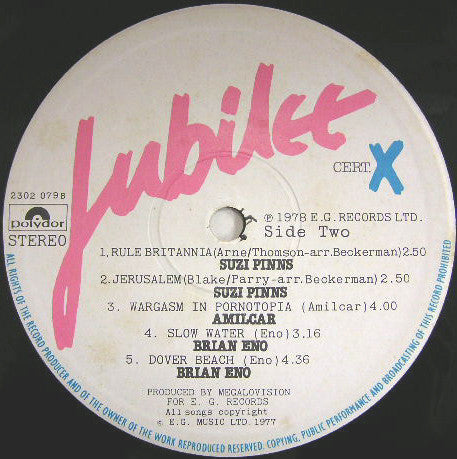 Jubilee
CERT X
2302 079B
polydor
STEREO
℗ 1978 E.G. RECORDS LTD.
Side Two
1. RULE BRITANNIA (Arne/Thomson-arr. Beckerman) 2.50
SUZI PINNS
2. JERUSALEM (Blake/Parry-arr. Beckerman) 2.50
SUZI PINNS
3. WARGASM IN PORNOTOPIA (Amilcar) 4.00
AMILCAR
4. SLOW WATER (Eno) 3.16
BRIAN ENO
5. DOVER BEACH (Eno) 4.36
BRIAN ENO
PRODUCED BY MEGALOVISION
FOR E. G. RECORDS
All songs copyright
© E.G. MUSIC LTD. 1977
ALL RIGHTS OF THE RECORD PRODUCER AND OF THE OWNER OF THE WORK REPRODUCED RESERVED. COPYING, PUBLIC PERFORMANCE AND BROADCASTING OF THIS RECORD PROHIBITED